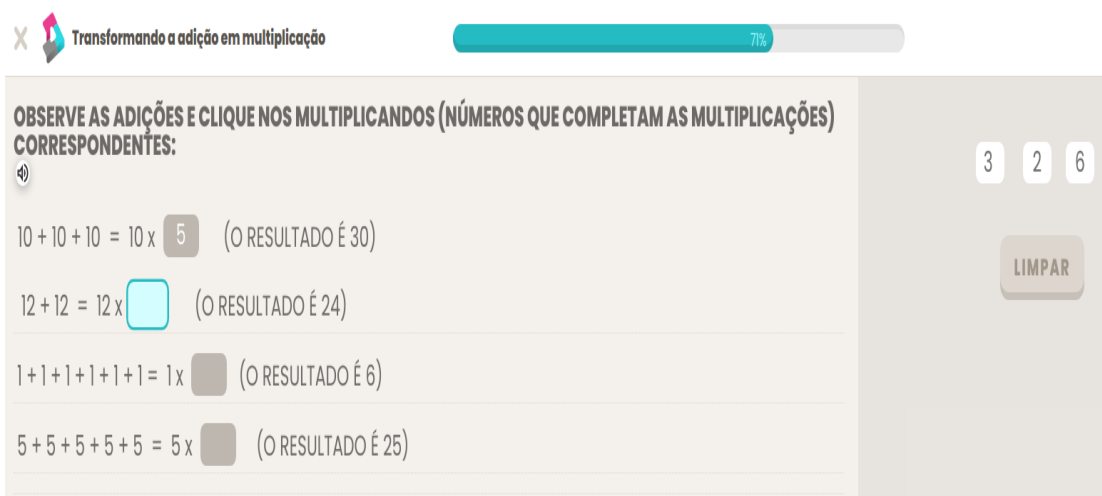 Transformando a adição em multiplicação
71%
OBSERVE AS ADIÇÕES E CLIQUE NOS MULTIPLICANDOS (NÚMEROS QUE COMPLETAM AS MULTIPLICAÇÕES)
CORRESPONDENTES:
3 2 6
10 + 10 + 10 = 10 x 5 (O RESULTADO É 30)
LIMPAR
12 + 12 = 12 x (O RESULTADO É 24)
1 + 1 + 1 + 1 + 1 + 1 = 1 x (O RESULTADO É 6)
5 + 5 + 5 + 5 + 5 = 5 x (O RESULTADO É 25)